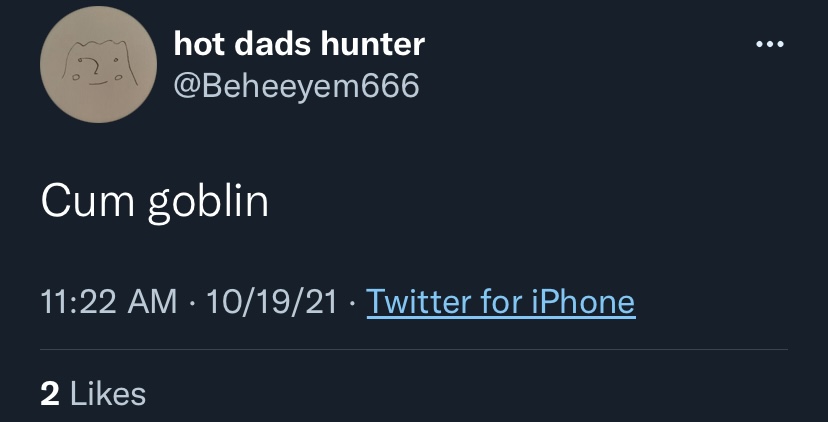 hot dads hunter
@Beheeyem666
Cum goblin
11:22 AM · 10/19/21 · Twitter for iPhone
2 Likes